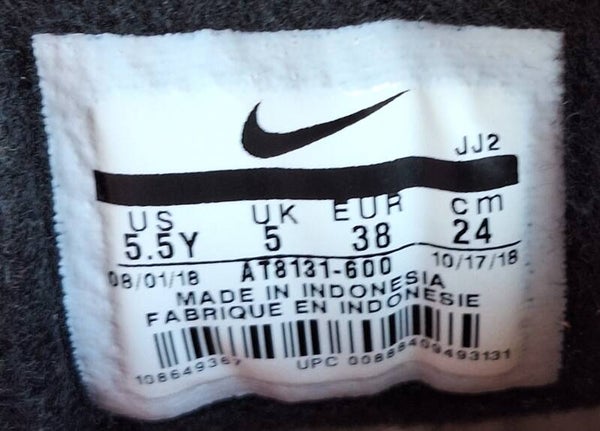 JJ2
US UK EUR cm
5.5Y 5 38 24
08/01/18 AT8131-600 10/17/18
MADE IN INDONESIA
FABRIQUE EN INDONESIE
UPC